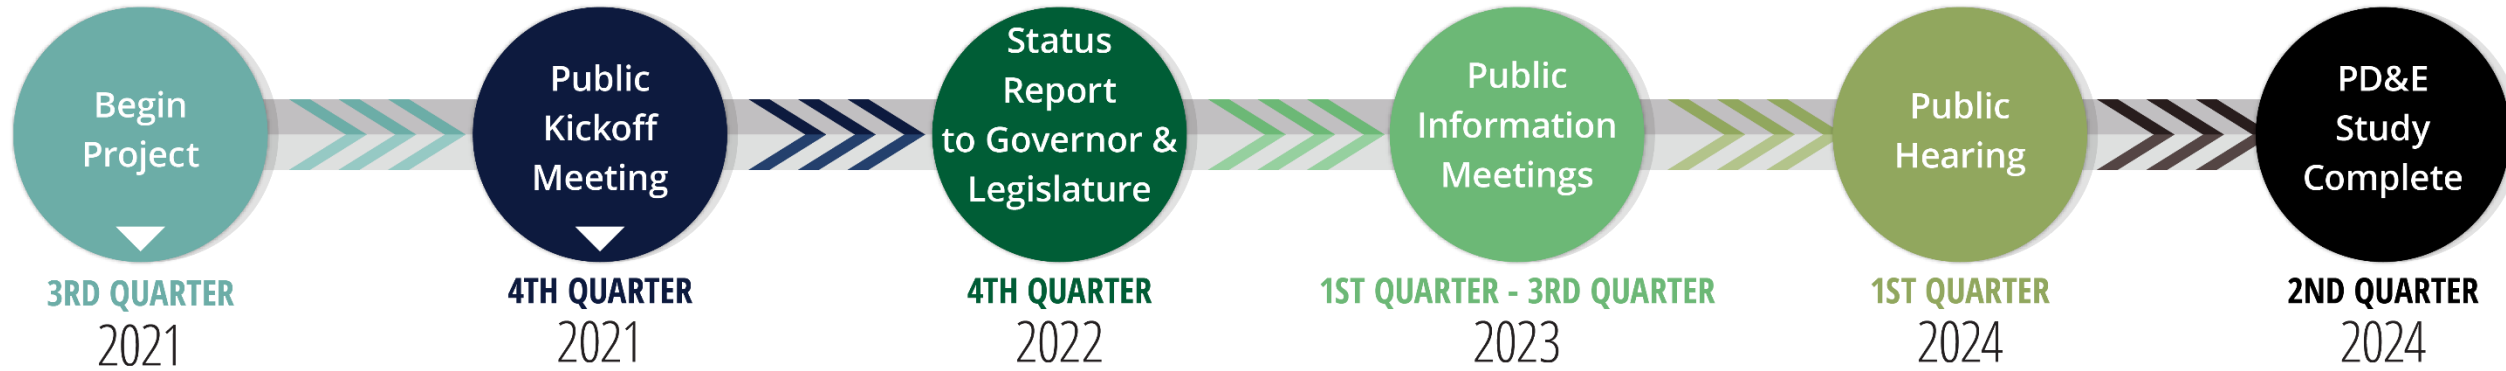 Begin
Project
3RD QUARTER
2021
Public
Kickoff
Meeting
4TH QUARTER
2021
Status
Report
to Governor &
Legislature
4TH QUARTER
2022
Public
Information
Meetings
1ST QUARTER - 3RD QUARTER
2023
Public
Hearing
1ST QUARTER
2024
PD&E
Study
Complete
2ND QUARTER
2024